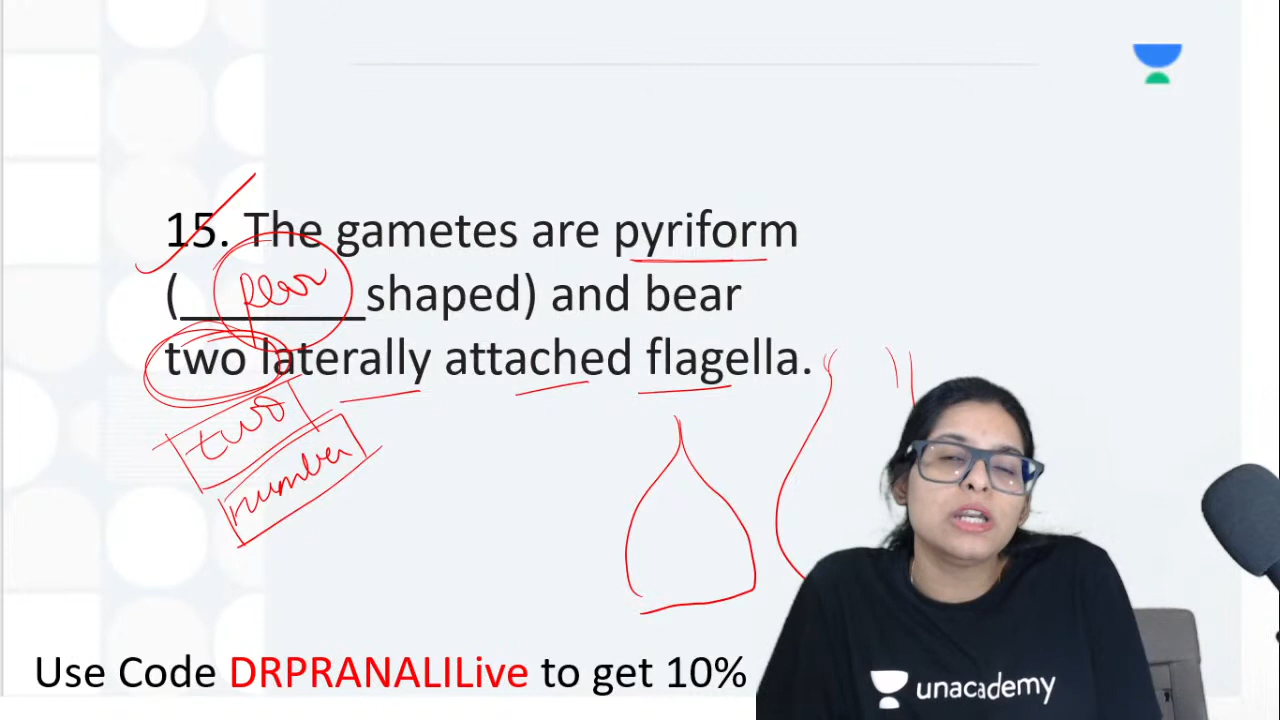 15. The gametes are pyriform
(________shaped) and bear
pear
two laterally attached flagella.
two
number
Use Code DRPRANALILive to get 10%
unacademy